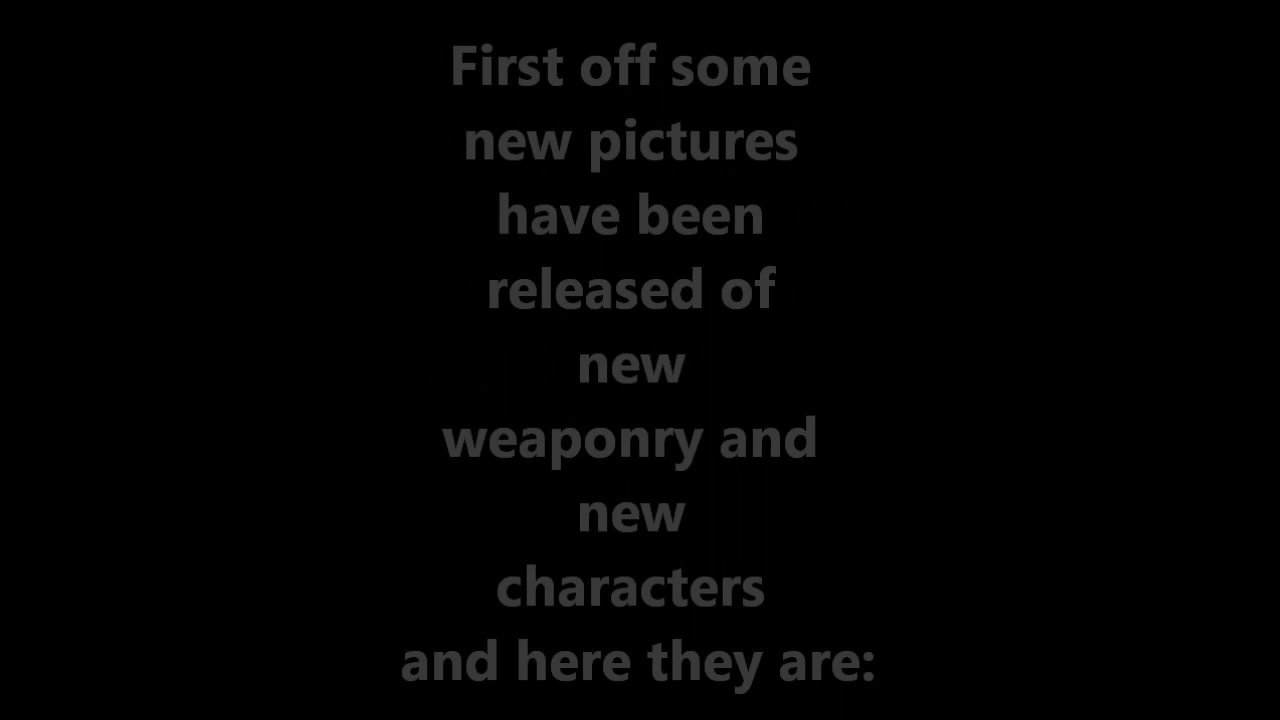 First off some
new pictures
have been
released of
new
weaponry and
new
characters
and here they are: